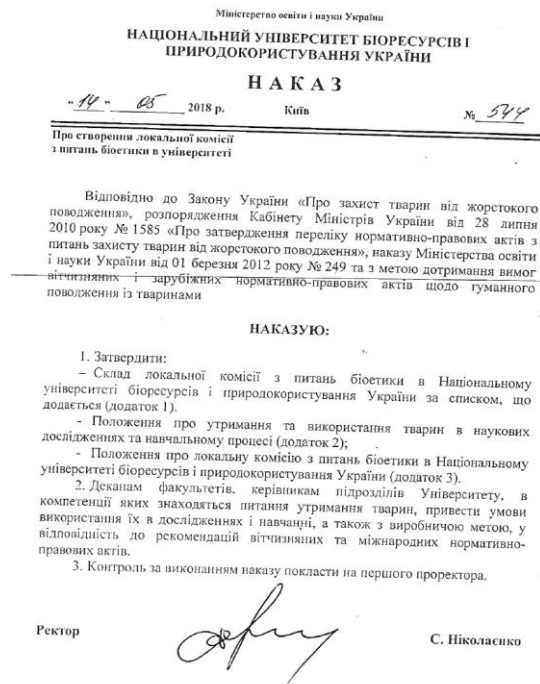 Міністерство освіти і науки України
НАЦІОНАЛЬНИЙ УНІВЕРСИТЕТ БІОРЕСУРСІВ І
ПРИРОДОКОРИСТУВАННЯ УКРАЇНИ
НАКАЗ
"14" 05 2018 р. Київ № 544
Про створення локальної комісії
з питань біоетики в університеті
Відповідно до Закону України «Про захист тварин від жорстокого
поводження», розпорядження Кабінету Міністрів України від 28 липня
2010 року № 1585 «Про затвердження переліку нормативно-правових актів з
питань захисту тварин від жорстокого поводження», наказу Міністерства освіти
і науки України від 01 березня 2012 року № 249 та з метою дотримання вимог
вітчизняних і зарубіжних нормативно-правових актів щодо гуманного
поводження із тваринами
НАКАЗУЮ:
1. Затвердити:
– Склад локальної комісії з питань біоетики в Національному
університеті біоресурсів і природокористування України за списком, що
додається (додаток 1).
- Положення про утримання та використання тварин в наукових
дослідженнях та навчальному процесі (додаток 2);
- Положення про локальну комісію з питань біоетики в Національному
університеті біоресурсів і природокористування України (додаток 3).
2. Деканам факультетів, керівникам підрозділів Університету, в
компетенції яких знаходяться питання утримання тварин, привести умови
використання їх в дослідженнях і навчанні, а також з виробничою метою, у
відповідність до рекомендацій вітчизняних та міжнародних нормативно-
правових актів.
3. Контроль за виконанням наказу покласти на першого проректора.
Ректор С. Ніколаєнко